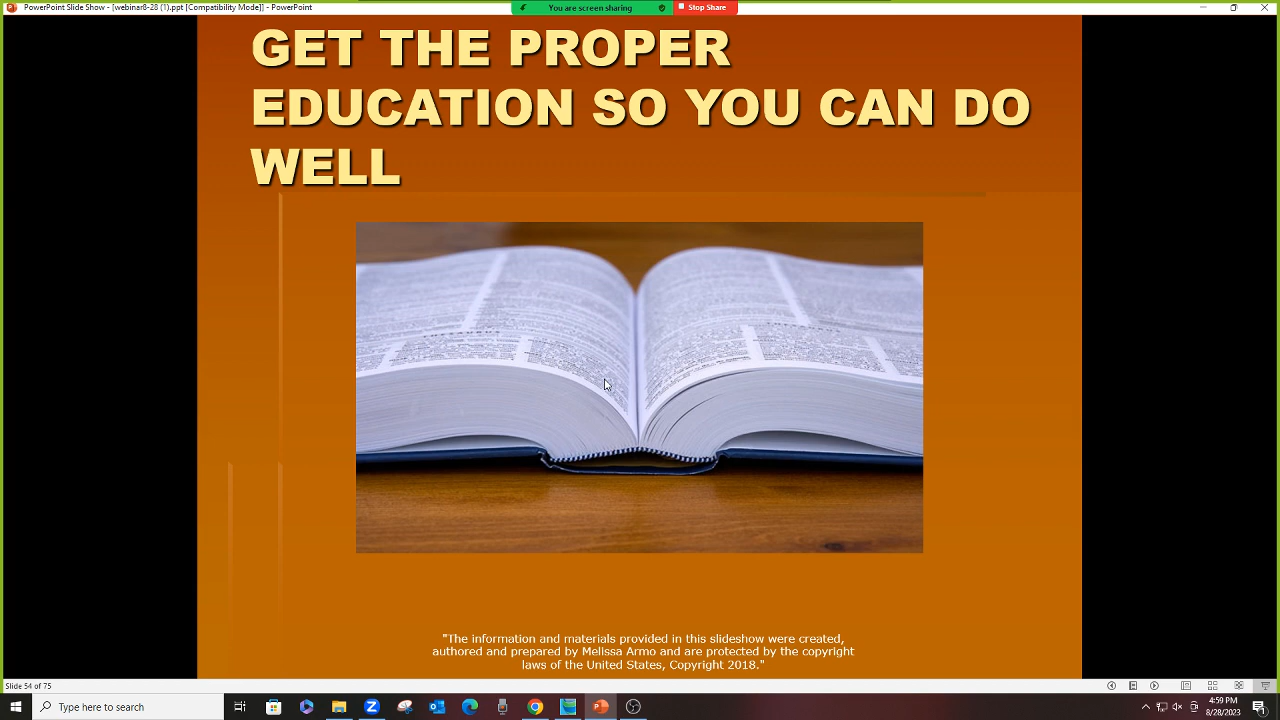 PowerPoint Slide Show - [webinar8-28 (1).ppt [Compatibility Mode]] - PowerPoint
You are screen sharing
Stop Share
GET THE PROPER
EDUCATION SO YOU CAN DO
WELL
THESAURUS
"The information and materials provided in this slideshow were created,
authored and prepared by Melissa Armo and are protected by the copyright
laws of the United States, Copyright 2018."
Slide 54 of 75
Type here to search
4:59 PM
8/28/2023